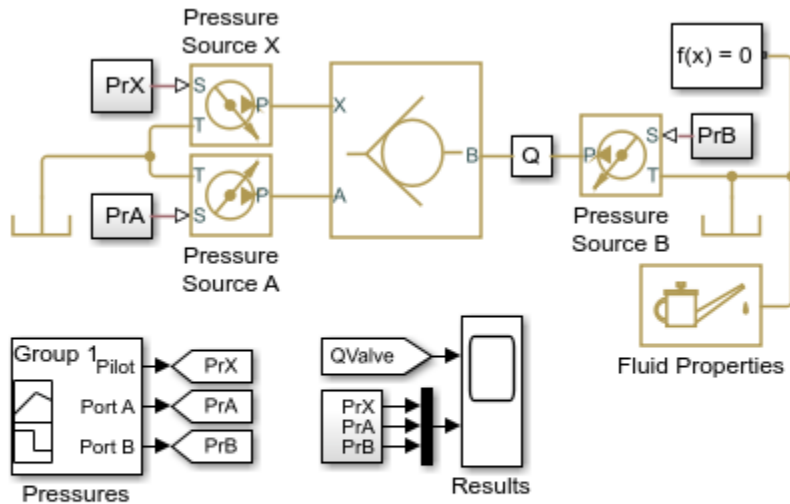 Pressure
Source X
f(x) = 0
PrX
S
P
T
X
B
Q
P
S
T
PrB
T
P
S
A
PrA
Pressure
Source A
Pressure
Source B
Fluid Properties
Group 1
Pilot
PrX
Port A
PrA
Port B
PrB
Pressures
QValve
PrX
PrA
PrB
Results